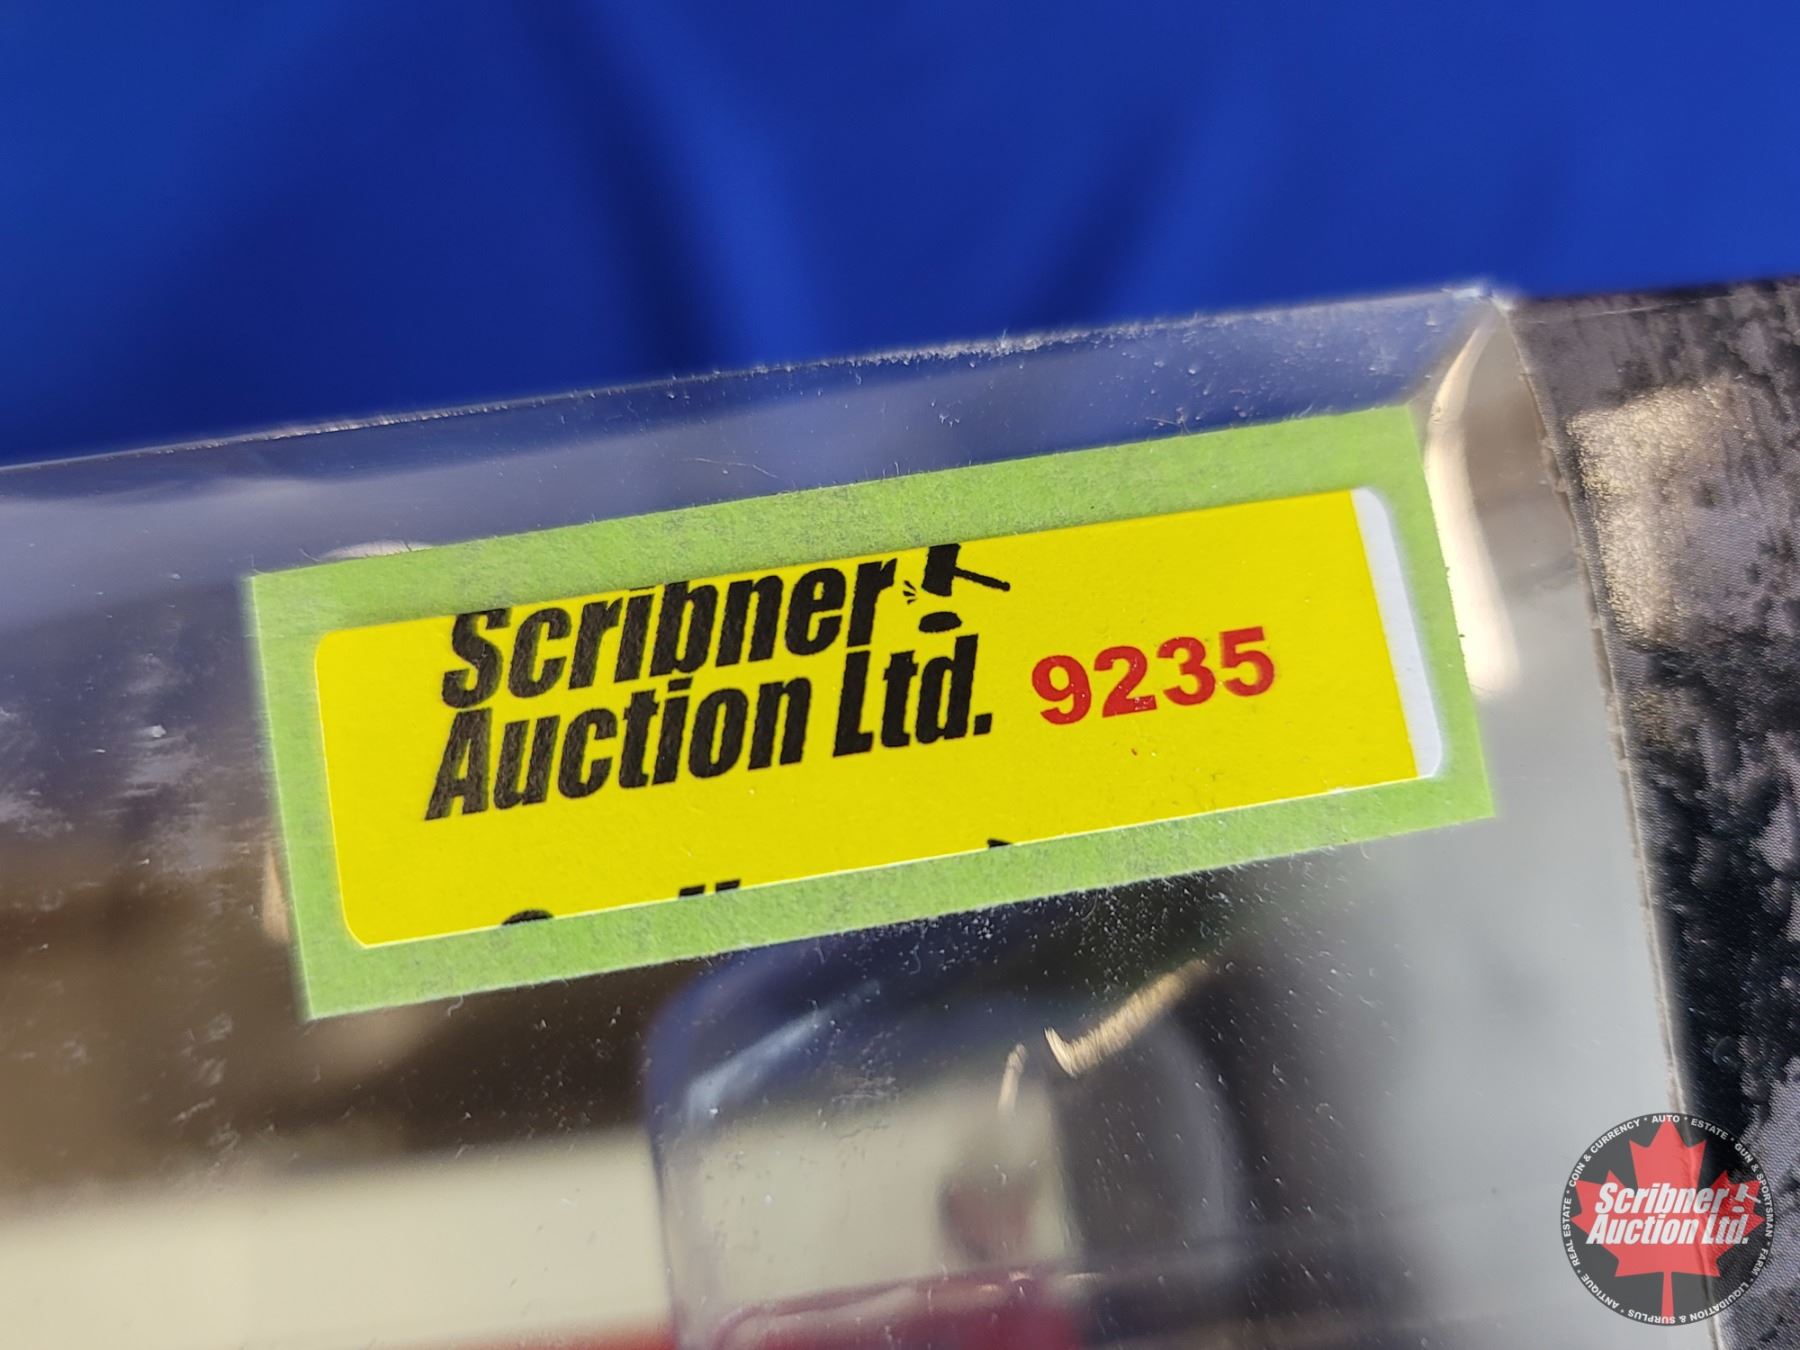 Scribner
Auction Ltd. 9235
COIN & CURRENCY · AUTO · ESTATE · GUN & SPORTSMAN · FARM · LIQUIDATION & SURPLUS · ANTIQUE · REAL ESTATE ·
Scribner
Auction Ltd.